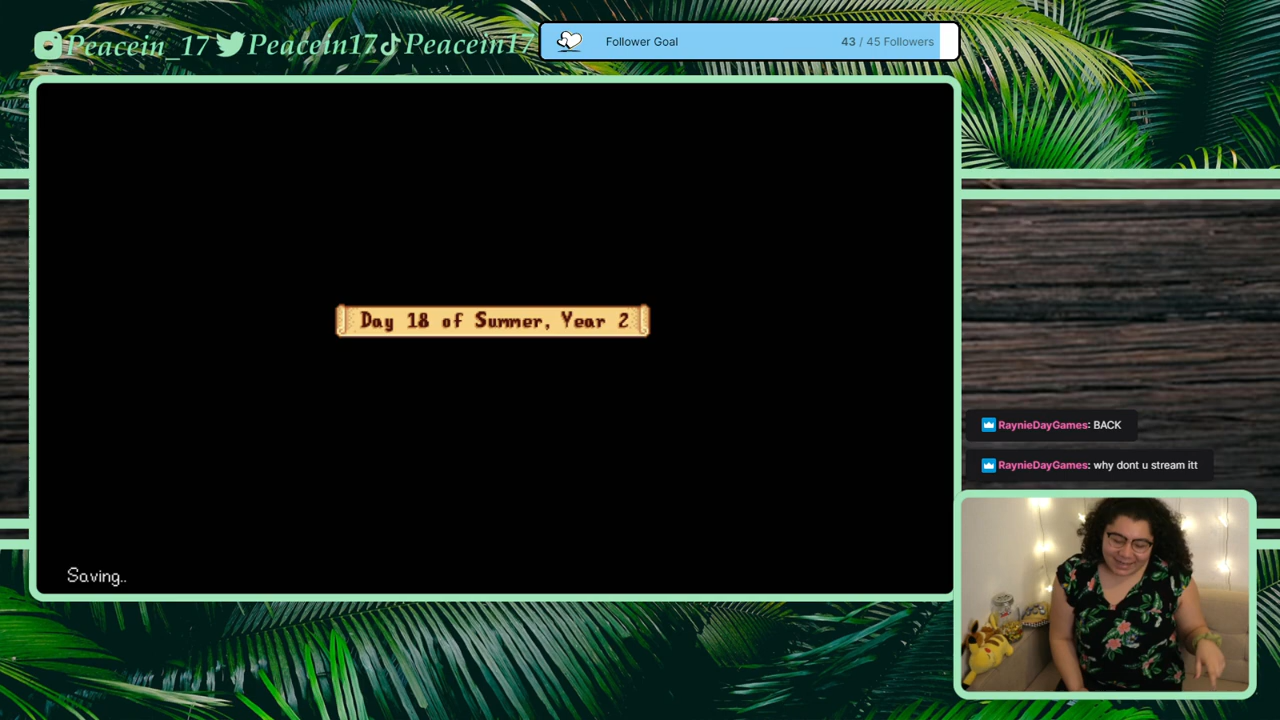 Peacein_17 Peacein17 Peacein17
Follower Goal 43 / 45 Followers
Day 18 of Summer, Year 2
RaynieDayGames: BACK
RaynieDayGames: why dont u stream itt
Saving..